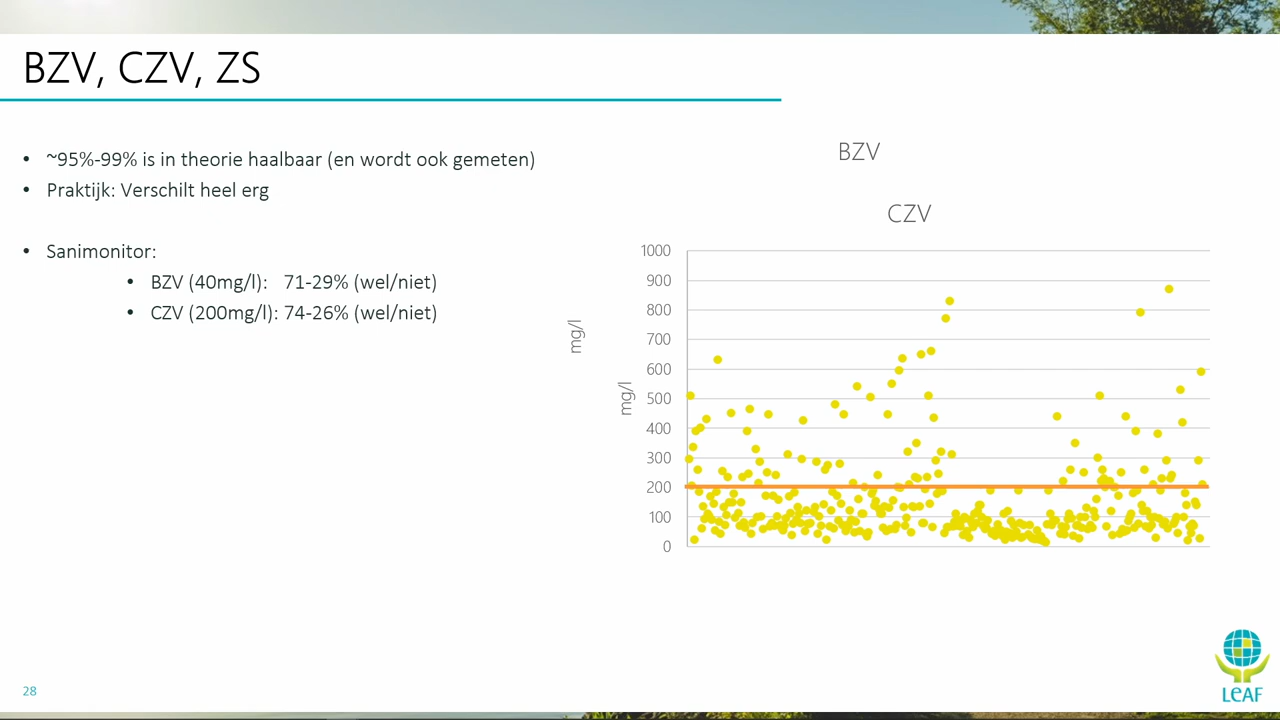 BZV, CZV, ZS
• ~95%-99% is in theorie haalbaar (en wordt ook gemeten)
• Praktijk: Verschilt heel erg
• Sanimonitor:
• BZV (40mg/l): 71-29% (wel/niet)
• CZV (200mg/l): 74-26% (wel/niet)
BZV
CZV
mg/l
mg/l
1000
900
800
700
600
500
400
300
200
100
0
28
LeAF